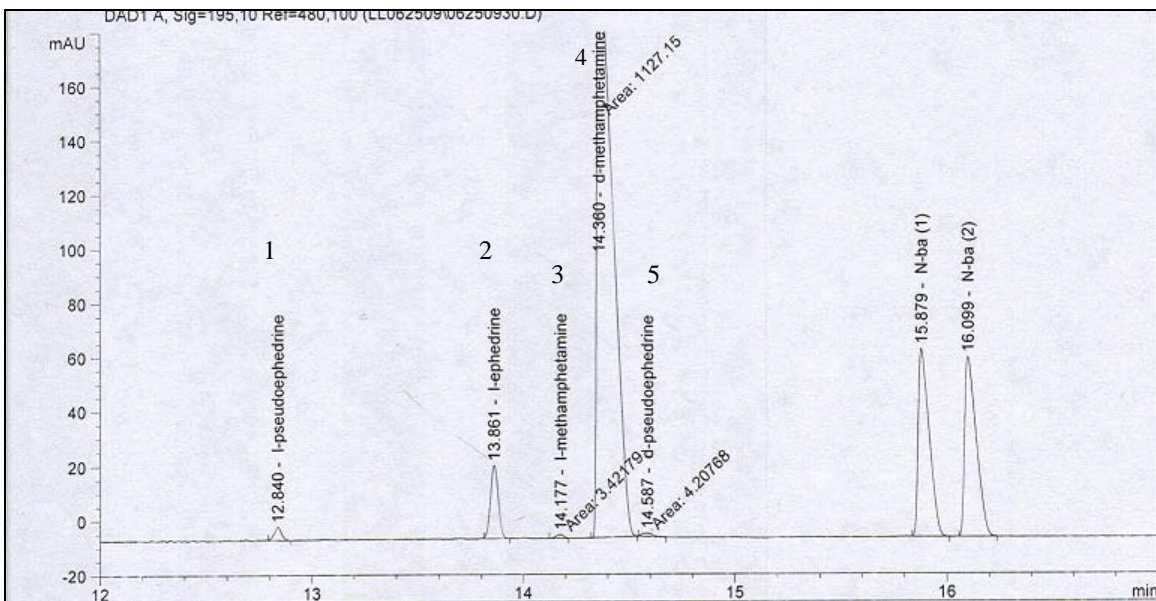 DAD1 A, Sig=195,10 Ref=480,100 (LL062509\06250930.D)
mAU
160
140
120
100
80
60
40
20
0
-20
1
12.840 - l-pseudoephedrine
2
13.861 - l-ephedrine
3
14.177 - l-methamphetamine
Area: 3.42179
4
14.360 - d-methamphetamine
Area: 1127.15
5
14.587 - d-pseudoephedrine
Area: 4.20768
15.879 - N-ba (1)
16.099 - N-ba (2)
12
13
14
15
16
min